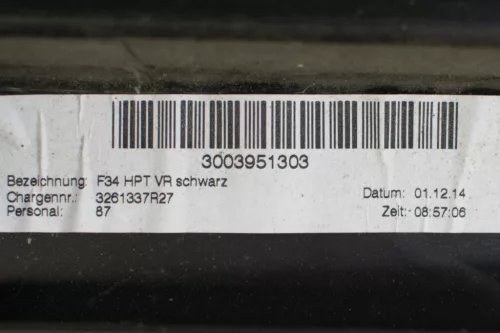 3003951303
Bezeichnung: F34 HPT VR schwarz
Chargennr.: 3261337R27
Personal: 87
Datum: 01.12.14
Zeit: 08:57:06